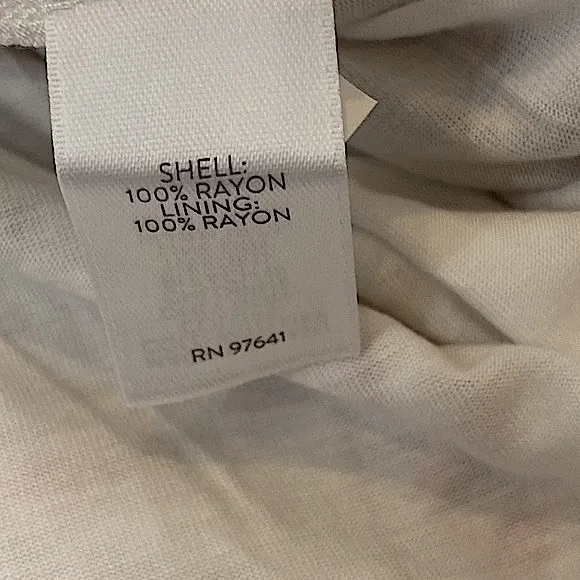 SHELL:
100% RAYON
LINING:
100% RAYON
RN 97641